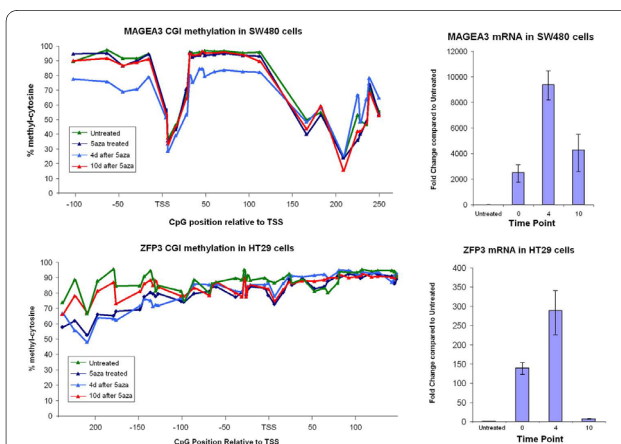 MAGEA3 CGI methylation in SW480 cells
% methyl-cytosine
100
90
80
70
60
50
40
30
20
10
0
Untreated
5aza treated
4d after 5aza
10d after 5aza
-100 -50 TSS 50 100 150 200 250
CpG position relative to TSS
MAGEA3 mRNA in SW480 cells
Fold Change compared to Untreated
12000
10000
8000
6000
4000
2000
0
Untreated 0 4 10
Time Point
ZFP3 CGI methylation in HT29 cells
% methyl-cytosine
100
90
80
70
60
50
40
30
20
10
0
Untreated
5aza treated
4d after 5aza
10d after 5aza
-200 -150 -100 -50 TSS 50 100
CpG Position Relative to TSS
ZFP3 mRNA in HT29 cells
Fold Change compared to Untreated
400
350
300
250
200
150
100
50
0
Untreated 0 4 10
Time Point